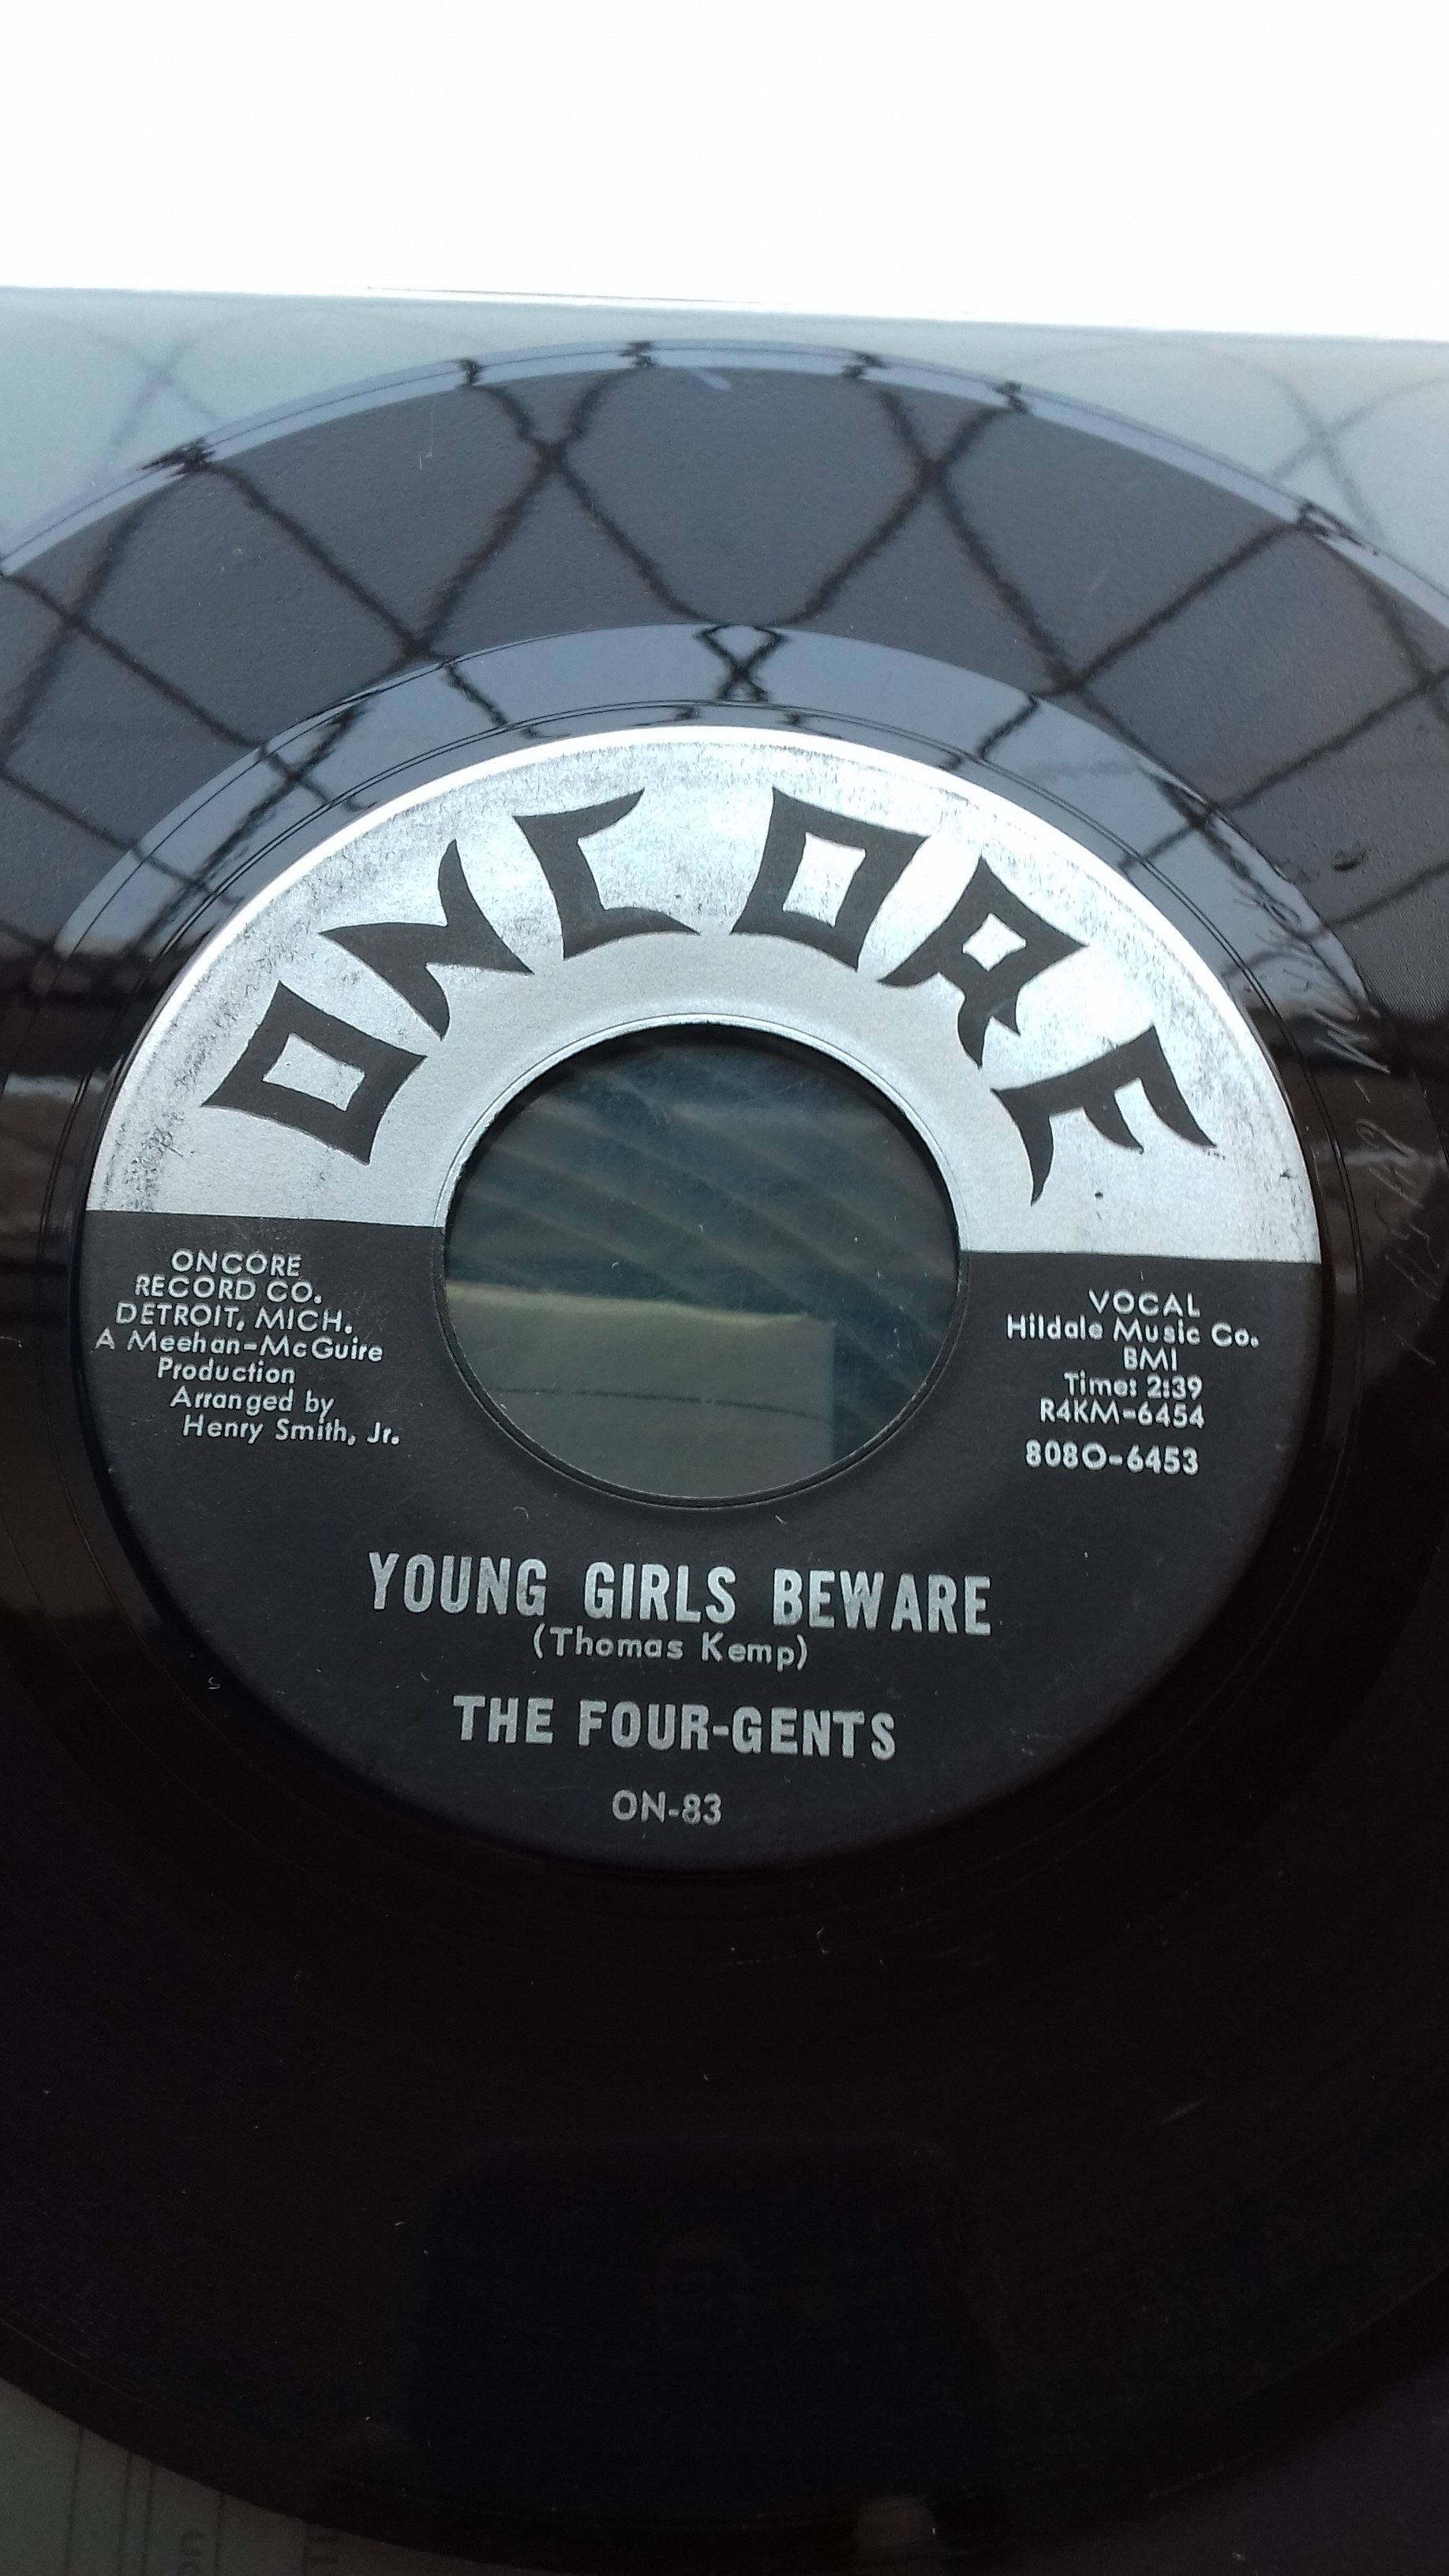 ONCORE
ONCORE
RECORD CO.
DETROIT, MICH.
A Meehan-McGuire
Production
Arranged by
Henry Smith, Jr.
VOCAL
Hildale Music Co.
BMI
Time: 2:39
R4KM-6454
808O-6453
YOUNG GIRLS BEWARE
(Thomas Kemp)
THE FOUR-GENTS
ON-83